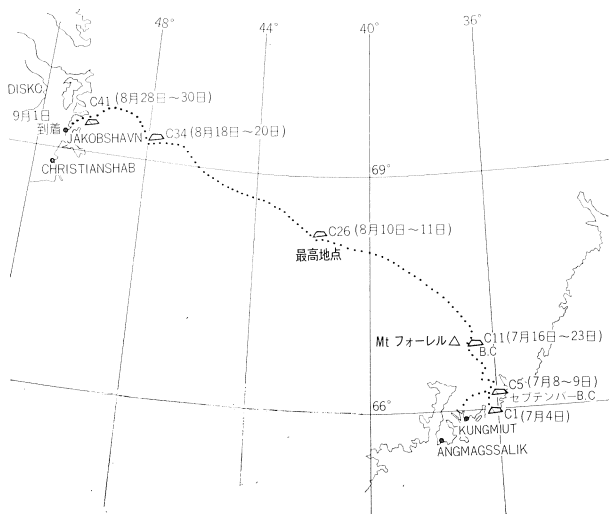 48°
44°
40°
36°
DISKO
C41 (8月28日～30日)
9月1日
到着
JAKOBSHAVN
C34 (8月18日～20日)
CHRISTIANSHAB
69°
C26 (8月10日～11日)
最高地点
Mt フォーレル
C11 (7月16日～23日)
B.C
C5 (7月8～9日)
セプテンバーB.C
66°
C1 (7月4日)
KUNGMIUT
ANGMAGSSALIK